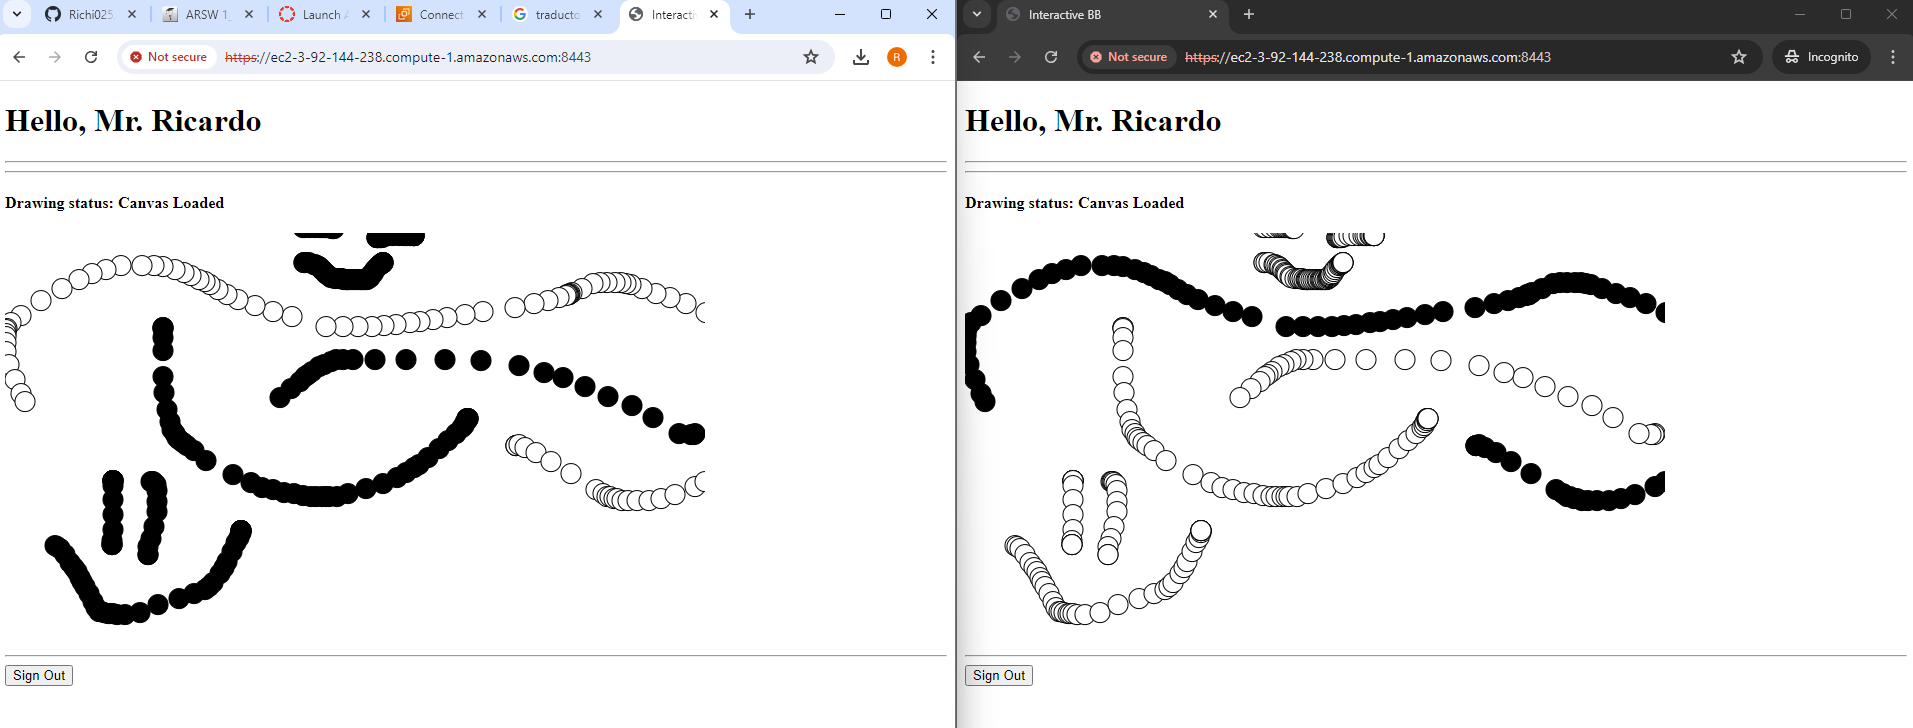 Richi025
ARSW 1
Launch
Connect
traducto
Interacti
Not secure https://ec2-3-92-144-238.compute-1.amazonaws.com:8443
R
Hello, Mr. Ricardo
Drawing status: Canvas Loaded
Sign Out
Interactive BB
Not secure https://ec2-3-92-144-238.compute-1.amazonaws.com:8443
Incognito
Hello, Mr. Ricardo
Drawing status: Canvas Loaded
Sign Out